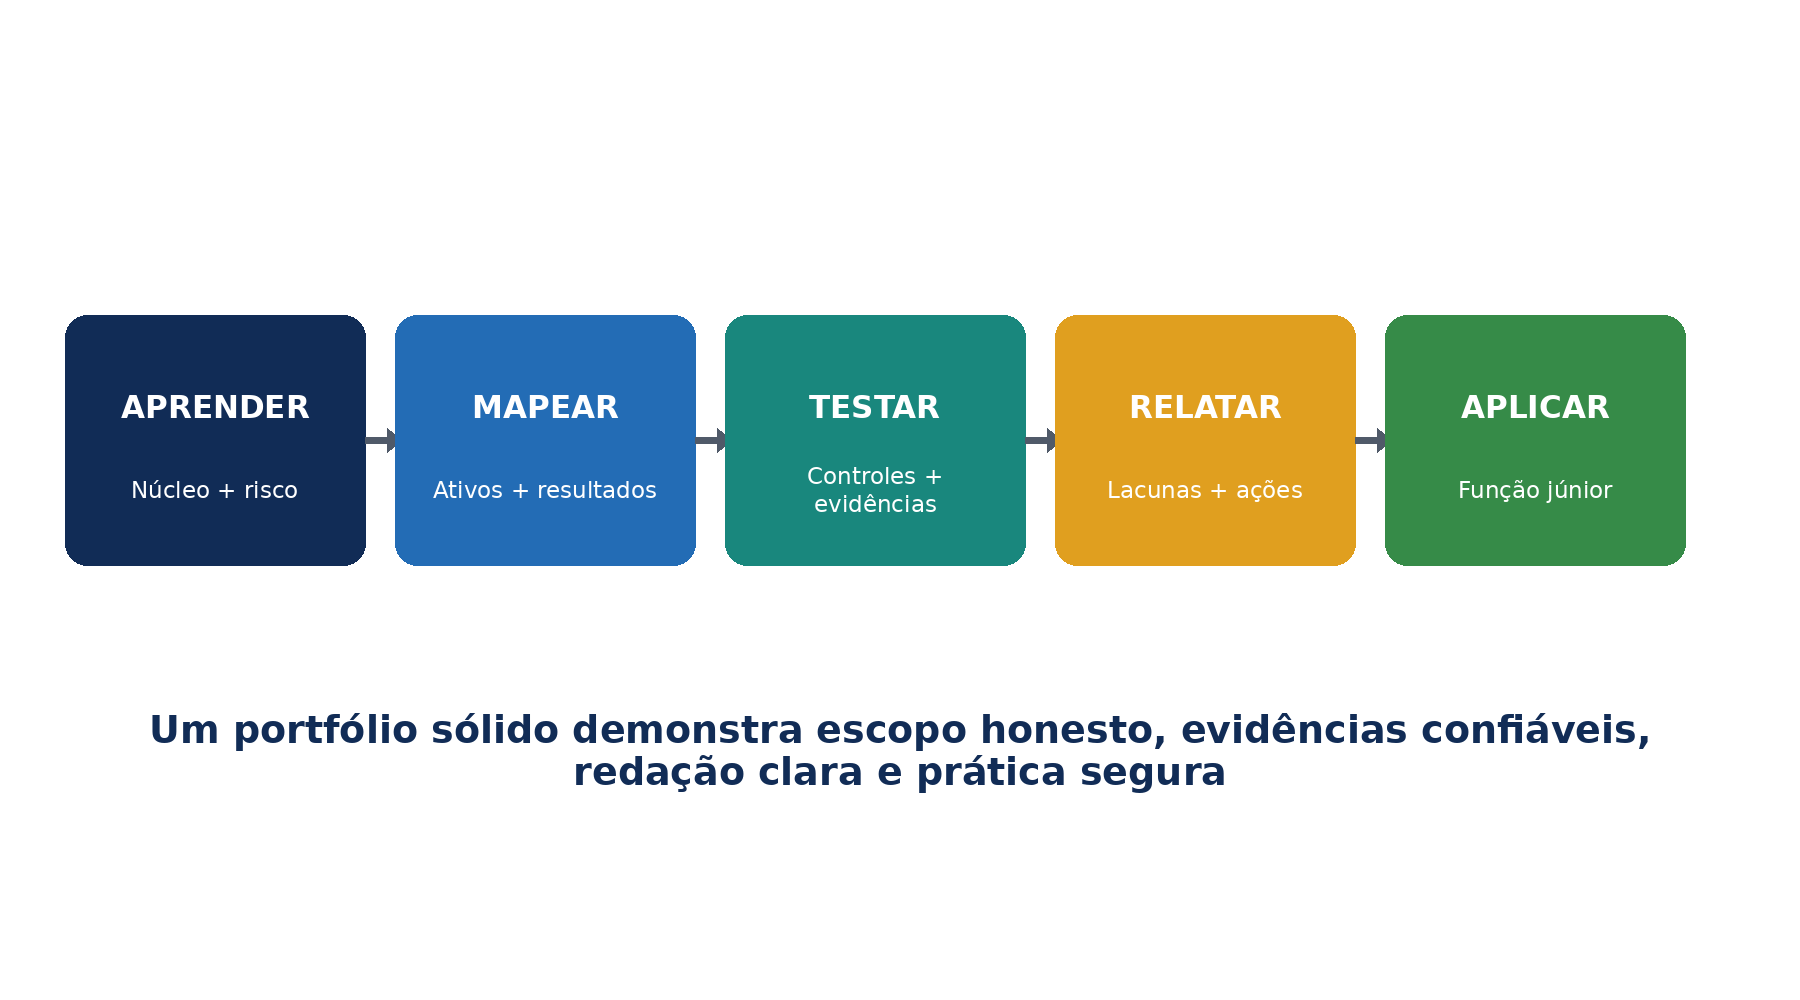 APRENDER
Núcleo + risco
MAPEAR
Ativos + resultados
TESTAR
Controles +
evidências
RELATAR
Lacunas + ações
APLICAR
Função júnior
Um portfólio sólido demonstra escopo honesto, evidências confiáveis,
redação clara e prática segura